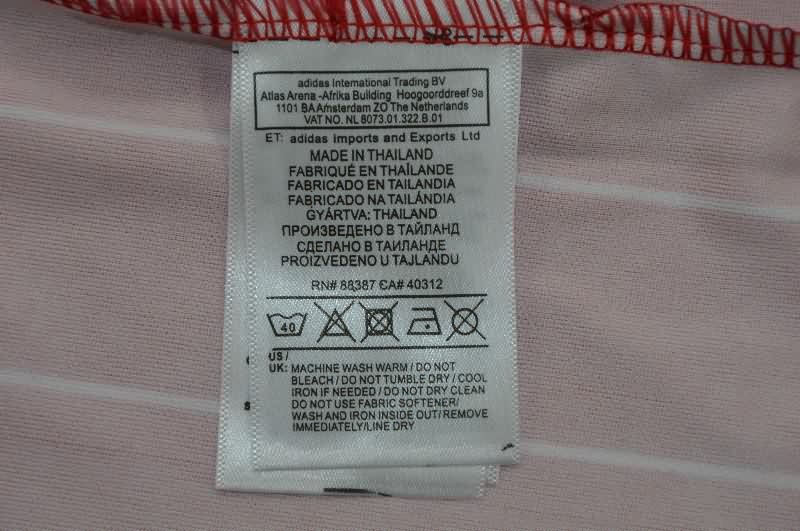 adidas International Trading BV
Atlas Arena -Afrika Building Hoogoorddreef 9a
1101 BA Amsterdam ZO The Netherlands
VAT NO. NL 8073.01.322.B.01
ET: adidas Imports and Exports Ltd
MADE IN THAILAND
FABRIQUÉ EN THAÎLANDE
FABRICADO EN TAILANDIA
FABRICADO NA TAILÁNDIA
GYÁRTVA: THAILAND
ПРОИЗВЕДЕНО В ТАЙЛАНД
СДЕЛАНО В ТАИЛАНДЕ
PROIZVEDENO U TAJLANDU
RN# 88387 CA# 40312
40
US /
UK: MACHINE WASH WARM / DO NOT
BLEACH / DO NOT TUMBLE DRY / COOL
IRON IF NEEDED / DO NOT DRY CLEAN
DO NOT USE FABRIC SOFTENER/
WASH AND IRON INSIDE OUT/ REMOVE
IMMEDIATELY/LINE DRY